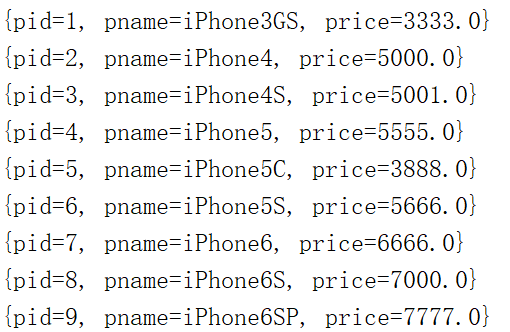 {pid=1, pname=iPhone3GS, price=3333.0}
{pid=2, pname=iPhone4, price=5000.0}
{pid=3, pname=iPhone4S, price=5001.0}
{pid=4, pname=iPhone5, price=5555.0}
{pid=5, pname=iPhone5C, price=3888.0}
{pid=6, pname=iPhone5S, price=5666.0}
{pid=7, pname=iPhone6, price=6666.0}
{pid=8, pname=iPhone6S, price=7000.0}
{pid=9, pname=iPhone6SP, price=7777.0}